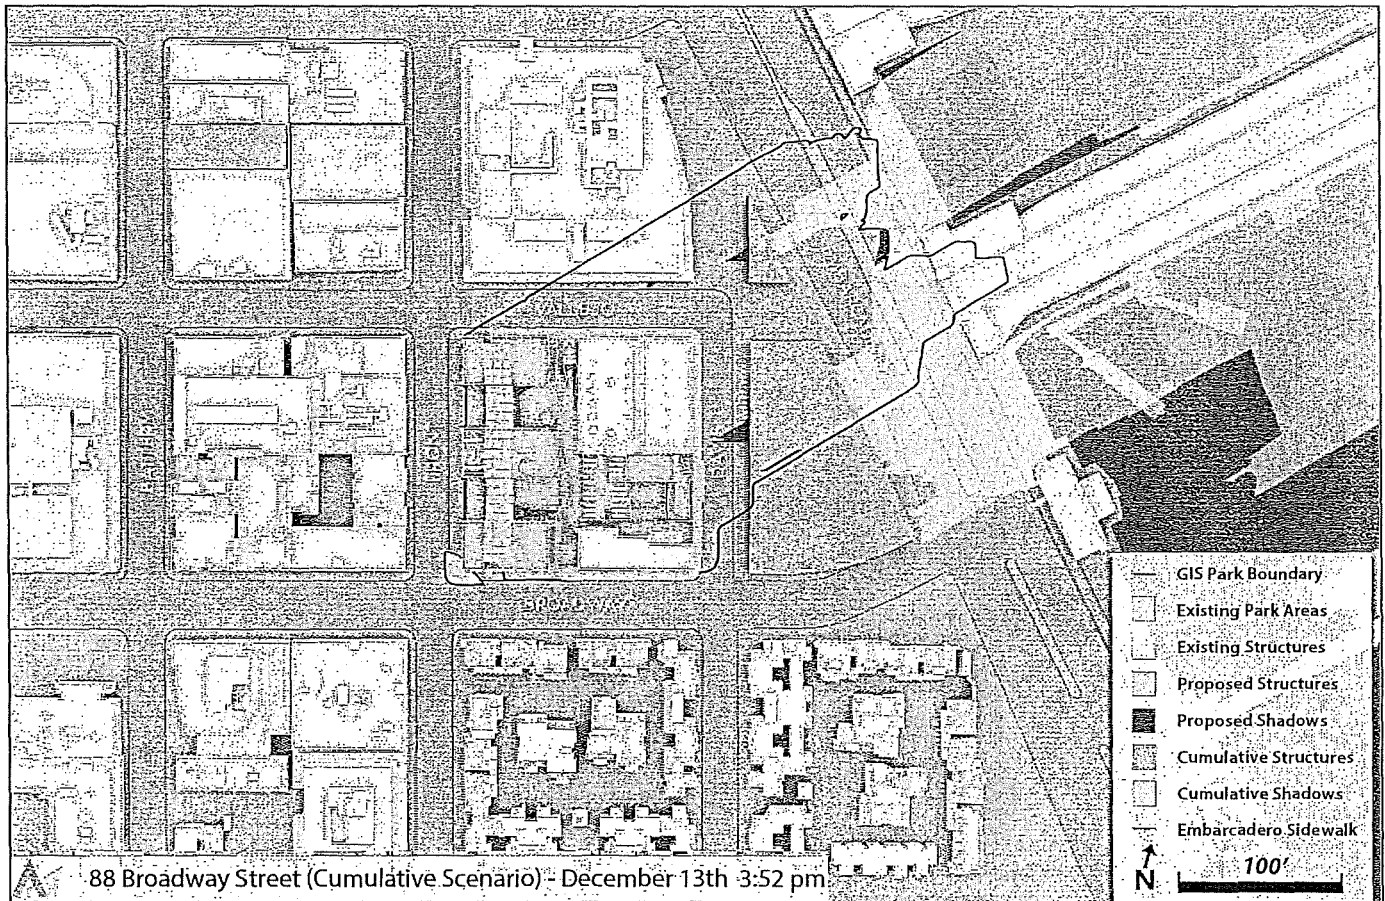 BROADWAY
GIS Park Boundary
Existing Park Areas
Existing Structures
Proposed Structures
Proposed Shadows
Cumulative Structures
Cumulative Shadows
Embarcadero Sidewalk
N
100'
88 Broadway Street (Cumulative Scenario) - December 13th 3:52 pm